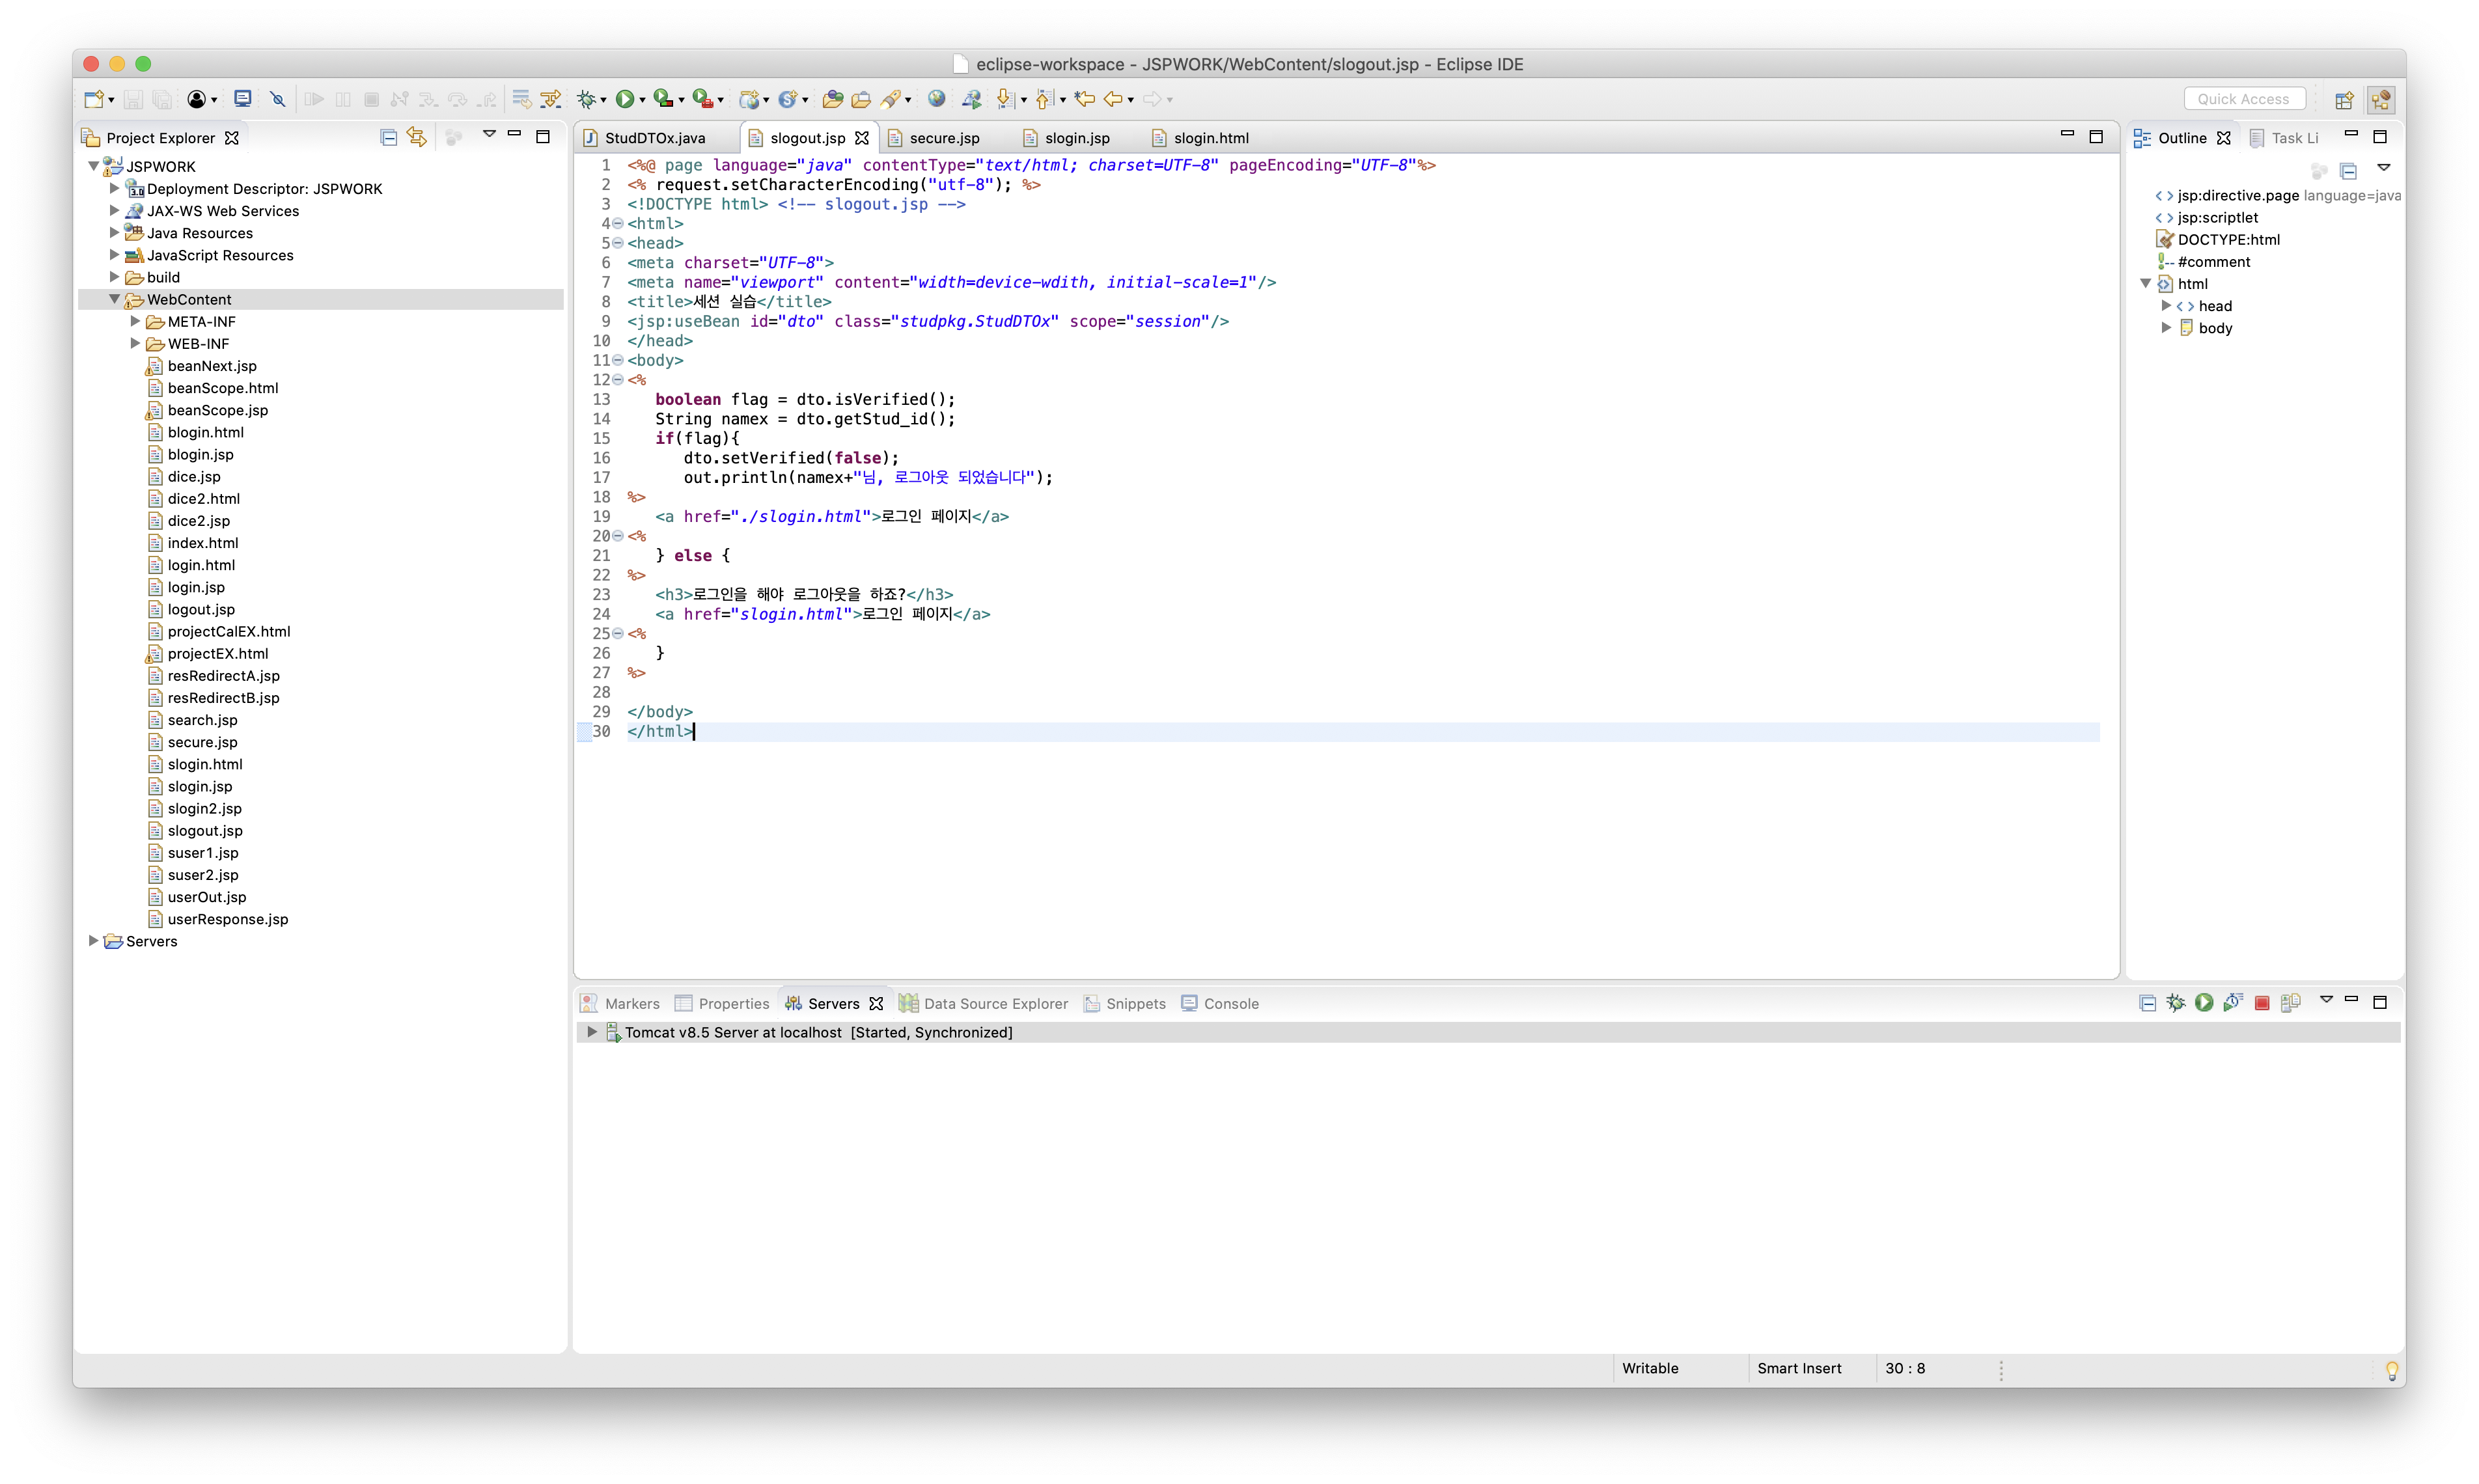 eclipse-workspace - JSPWORK/WebContent/slogout.jsp - Eclipse IDE
Quick Access
Project Explorer
JSPWORK
Deployment Descriptor: JSPWORK
JAX-WS Web Services
Java Resources
JavaScript Resources
build
WebContent
META-INF
WEB-INF
beanNext.jsp
beanScope.html
beanScope.jsp
blogin.html
blogin.jsp
dice.jsp
dice2.html
dice2.jsp
index.html
login.html
login.jsp
logout.jsp
projectCalEX.html
projectEX.html
resRedirectA.jsp
resRedirectB.jsp
search.jsp
secure.jsp
slogin.html
slogin.jsp
slogin2.jsp
slogout.jsp
suser1.jsp
suser2.jsp
userOut.jsp
userResponse.jsp
Servers
StudDTOx.java slogout.jsp secure.jsp slogin.jsp slogin.html
1 <%@ page language="java" contentType="text/html; charset=UTF-8" pageEncoding="UTF-8"%>
2 <% request.setCharacterEncoding("utf-8"); %>
3 <!DOCTYPE html> <!-- slogout.jsp -->
4 <html>
5 <head>
6 <meta charset="UTF-8">
7 <meta name="viewport" content="width=device-wdith, initial-scale=1"/>
8 <title>세션 실습</title>
9 <jsp:useBean id="dto" class="studpkg.StudDTOx" scope="session"/>
10 </head>
11 <body>
12 <%
13 boolean flag = dto.isVerified();
14 String namex = dto.getStud_id();
15 if(flag){
16 dto.setVerified(false);
17 out.println(namex+"님, 로그아웃 되었습니다");
18 %>
19 <a href="./slogin.html">로그인 페이지</a>
20 <%
21 } else {
22 %>
23 <h3>로그인을 해야 로그아웃을 하죠?</h3>
24 <a href="slogin.html">로그인 페이지</a>
25 <%
26 }
27 %>
28
29 </body>
30 </html>
Outline Task Li
jsp:directive.page language=java
jsp:scriptlet
DOCTYPE:html
#comment
html
head
body
Markers Properties Servers Data Source Explorer Snippets Console
Tomcat v8.5 Server at localhost [Started, Synchronized]
Writable Smart Insert 30 : 8